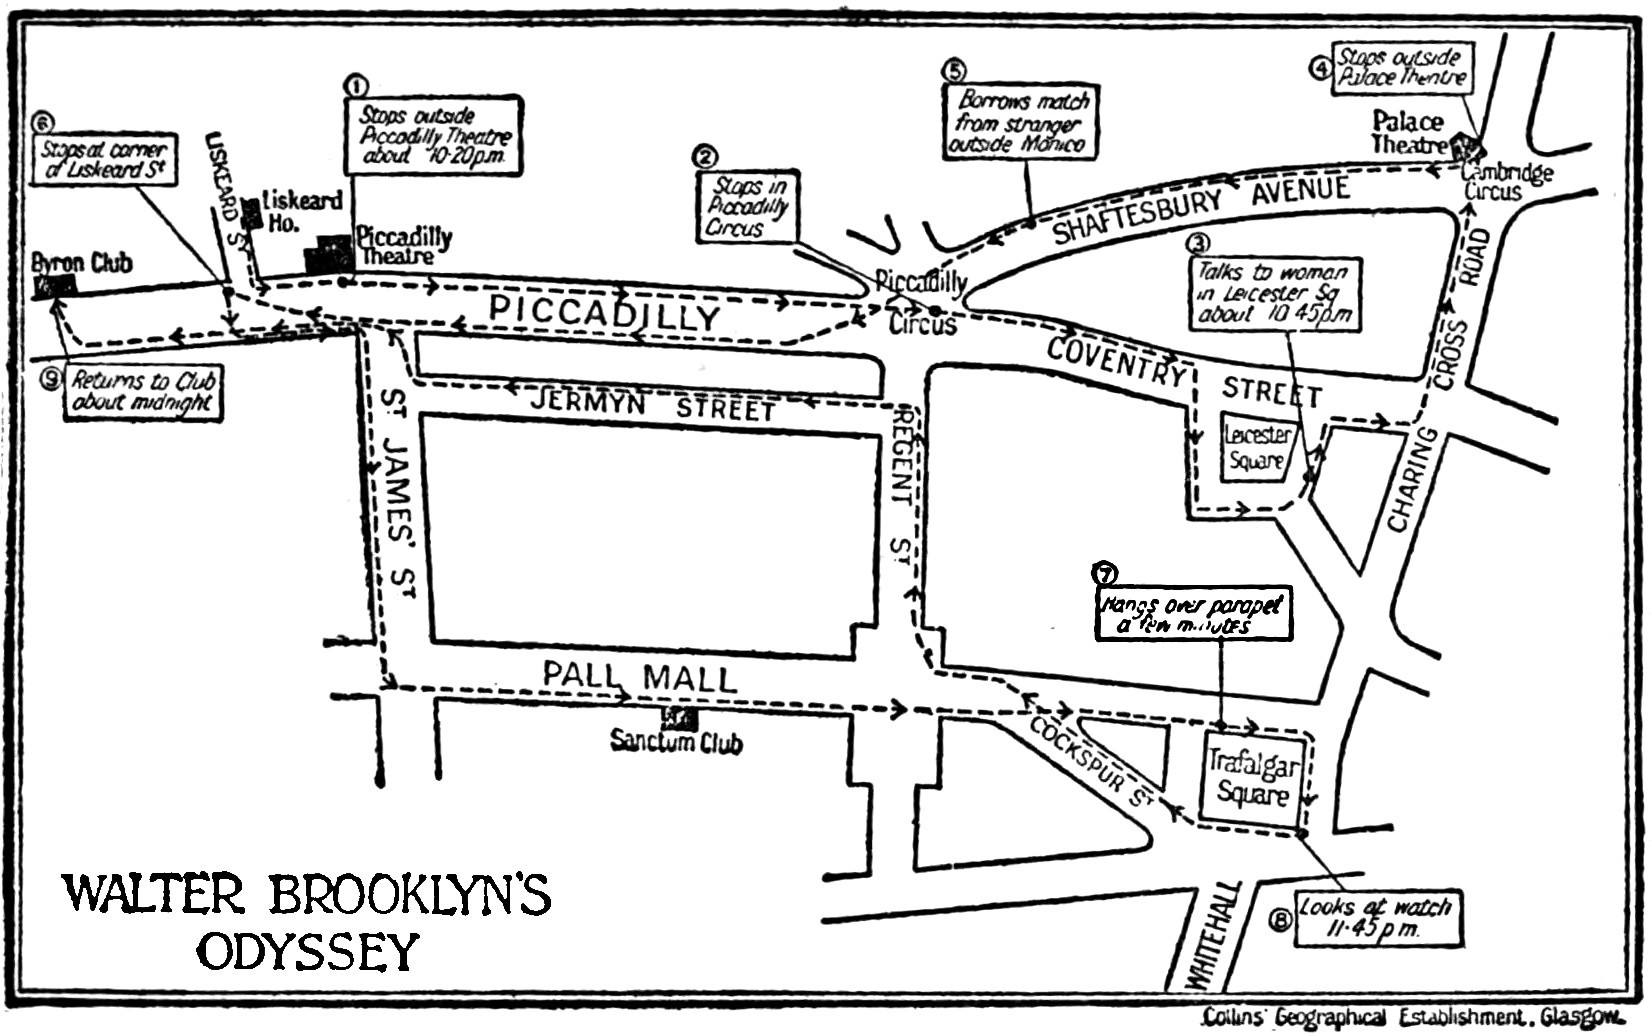 ④
Stops outside
Palace Theatre
①
Stops outside
Piccadilly Theatre
about 10·20 p.m.
⑤
Borrows match
from stranger
outside Monico
⑥
Stops at corner
of Liskeard St
②
Stops in
Piccadilly
Circus
Palace
Theatre
Cambridge
Circus
LISKEARD ST
Liskeard
Ho.
Piccadilly
Theatre
Byron Club
SHAFTESBURY AVENUE
③
Talks to woman
in Leicester Sq
about 10 45 p.m
Piccadilly
Circus
PICCADILLY
COVENTRY STREET
CHARING CROSS ROAD
⑨
Returns to Club
about midnight
JERMYN STREET
ST JAMES' ST
REGENT ST
Leicester
Square
⑦
Hangs over parapet
a few minutes
PALL MALL
Sanctum Club
COCKSPUR ST
Trafalgar
Square
WALTER BROOKLYN'S
ODYSSEY
WHITEHALL
⑧
Looks at watch
11·45 p m.
Collins' Geographical Establishment, Glasgow.